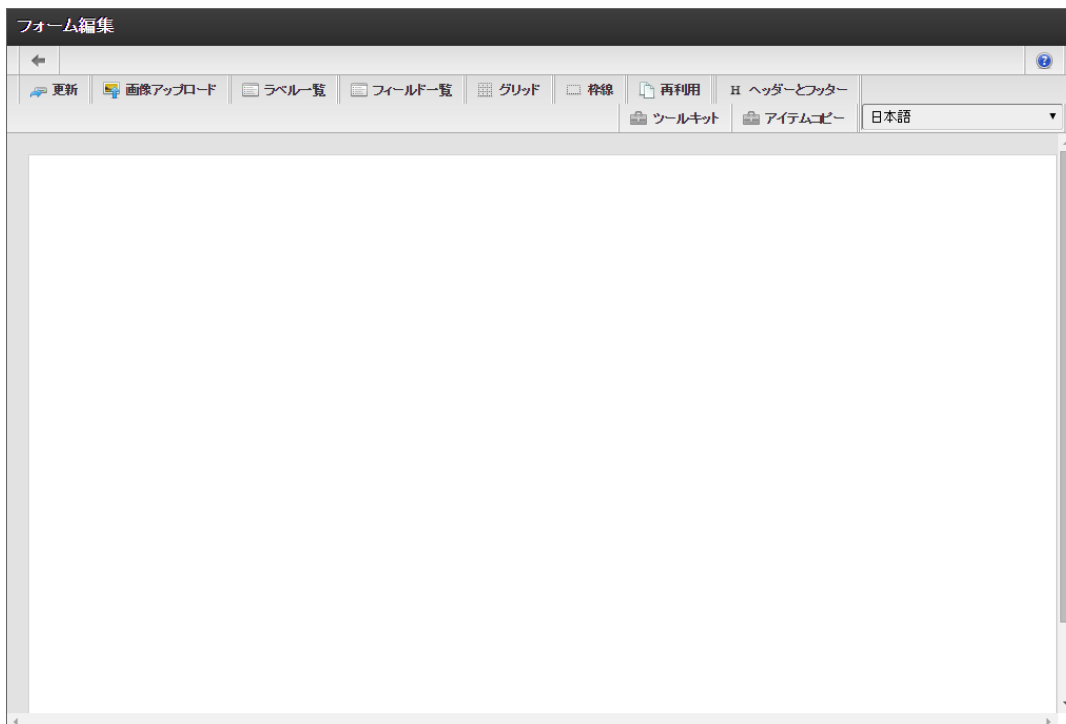 フォーム編集
更新 画像アップロード ラベル一覧 フィールド一覧 グリッド 枠線 再利用 H ヘッダーとフッター
ツールキット アイテムコピー 日本語